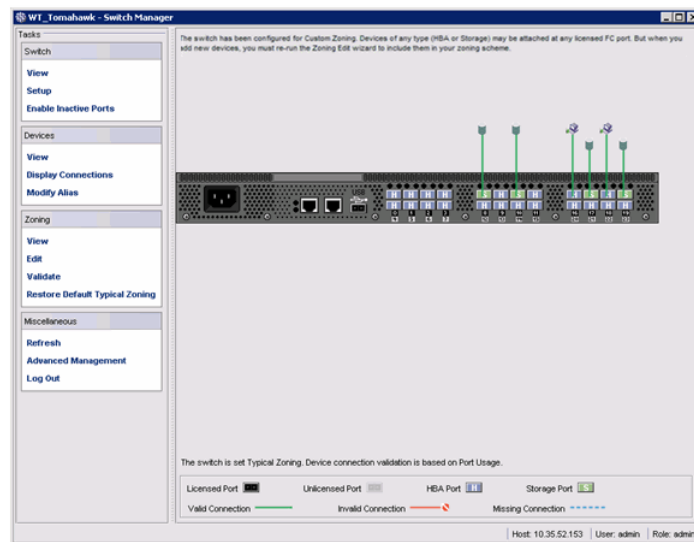 WT_Tomahawk - Switch Manager
Tasks
Switch
View
Setup
Enable Inactive Ports
Devices
View
Display Connections
Modify Alias
Zoning
View
Edit
Validate
Restore Default Typical Zoning
Miscellaneous
Refresh
Advanced Management
Log Out
The switch has been configured for Custom Zoning. Devices of any type (HBA or Storage) may be attached at any licensed FC port. But when you
add new devices, you must re-run the Zoning Edit wizard to include them in your zoning scheme.
USB
The switch is set Typical Zoning. Device connection validation is based on Port Usage.
Licensed Port Unlicensed Port HBA Port H Storage Port S
Valid Connection Invalid Connection Missing Connection
Host: 10.35.52.153 User: admin Role: admin